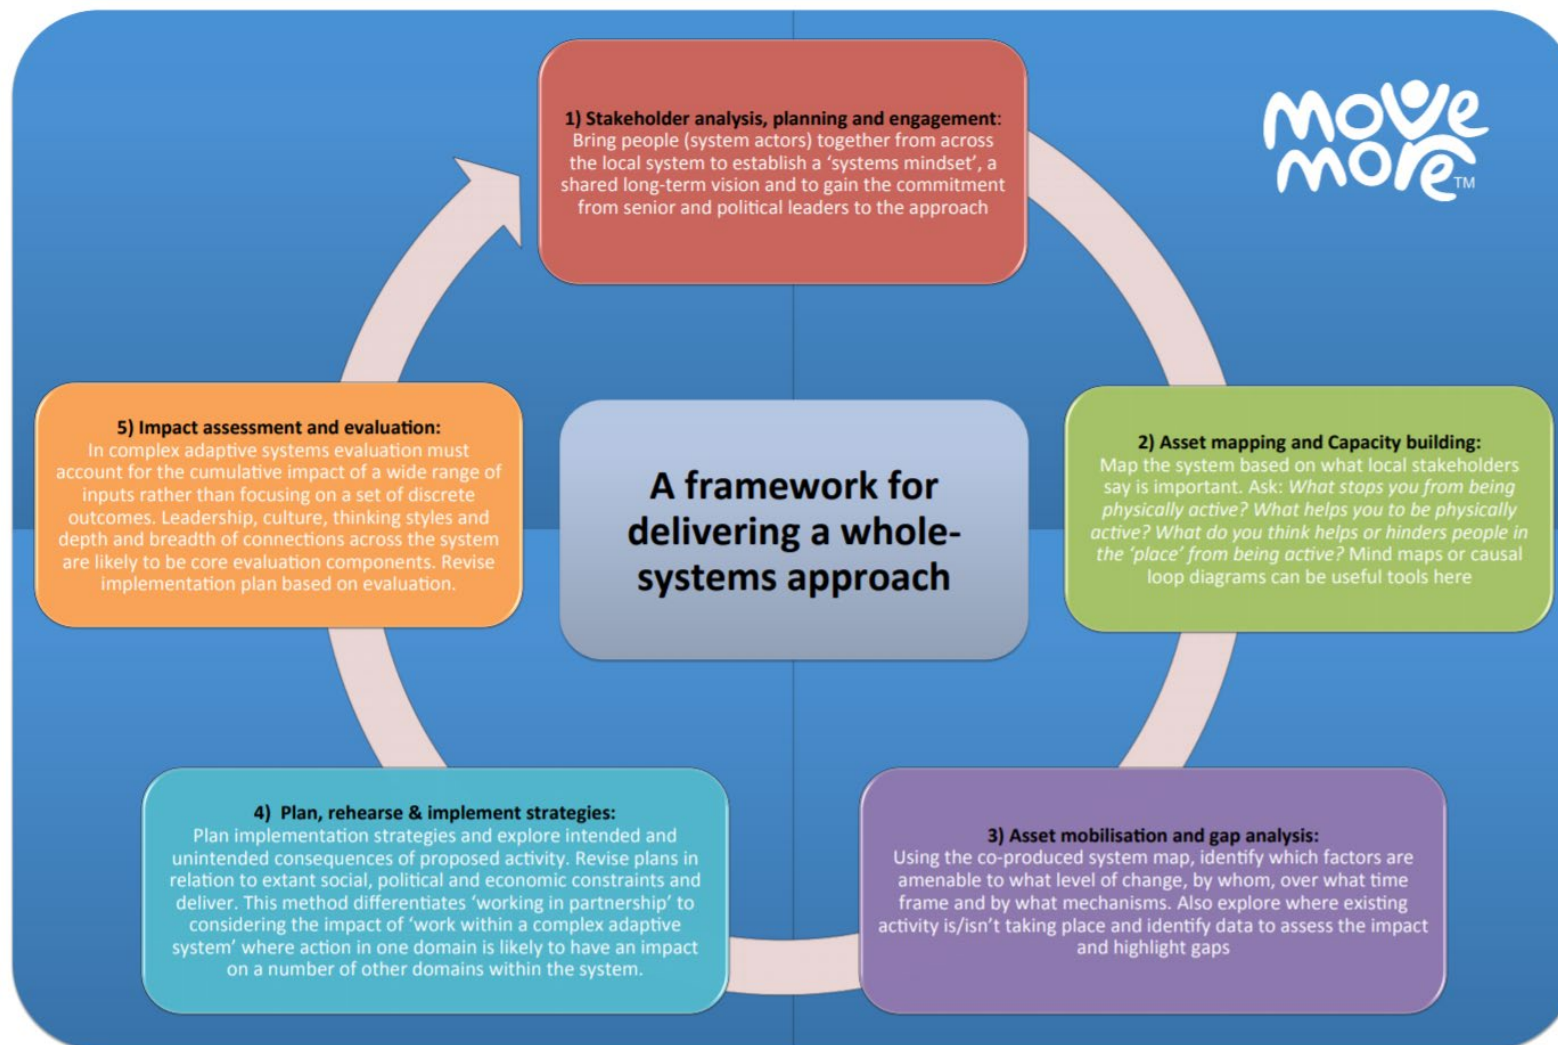 move
more™
1) Stakeholder analysis, planning and engagement:
Bring people (system actors) together from across
the local system to establish a ‘systems mindset’, a
shared long-term vision and to gain the commitment
from senior and political leaders to the approach
2) Asset mapping and Capacity building:
Map the system based on what local stakeholders
say is important. Ask: What stops you from being
physically active? What helps you to be physically
active? What do you think helps or hinders people in
the ‘place’ from being active? Mind maps or causal
loop diagrams can be useful tools here
3) Asset mobilisation and gap analysis:
Using the co-produced system map, identify which factors are
amenable to what level of change, by whom, over what time
frame and by what mechanisms. Also explore where existing
activity is/isn’t taking place and identify data to assess the impact
and highlight gaps
4) Plan, rehearse & implement strategies:
Plan implementation strategies and explore intended and
unintended consequences of proposed activity. Revise plans in
relation to extant social, political and economic constraints and
deliver. This method differentiates ‘working in partnership’ to
considering the impact of ‘work within a complex adaptive
system’ where action in one domain is likely to have an impact
on a number of other domains within the system.
5) Impact assessment and evaluation:
In complex adaptive systems evaluation must
account for the cumulative impact of a wide range of
inputs rather than focusing on a set of discrete
outcomes. Leadership, culture, thinking styles and
depth and breadth of connections across the system
are likely to be core evaluation components. Revise
implementation plan based on evaluation.
A framework for
delivering a whole-
systems approach